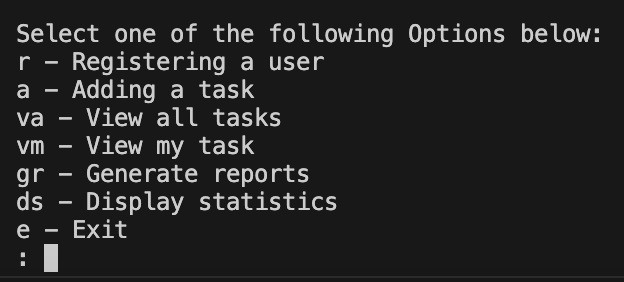 Select one of the following Options below:
r – Registering a user
a – Adding a task
va – View all tasks
vm – View my task
gr – Generate reports
ds – Display statistics
e – Exit
: